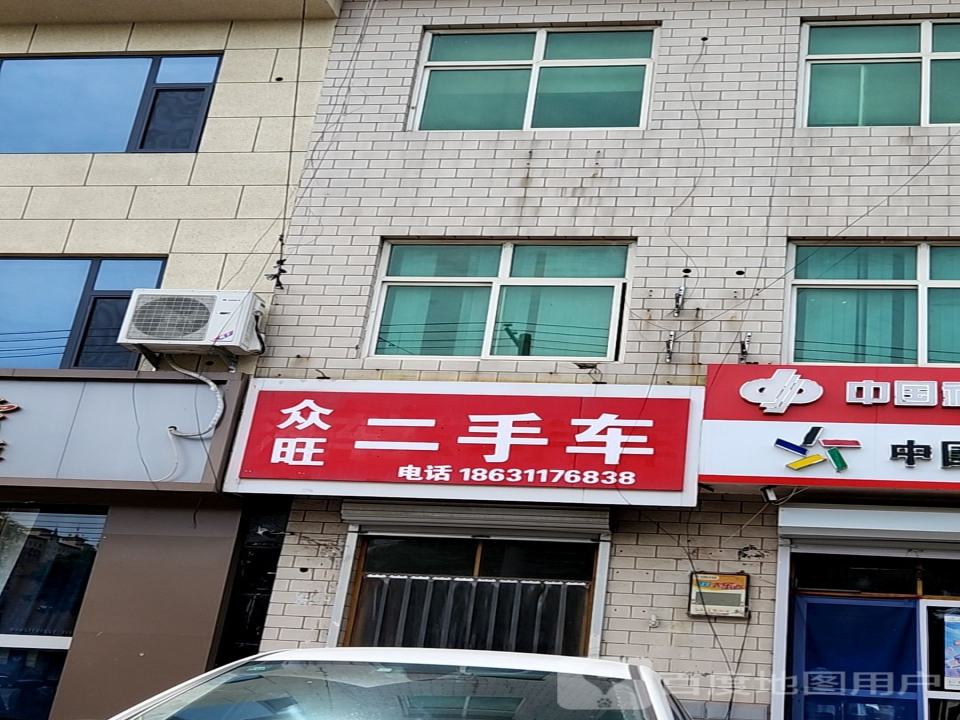 众旺
二手车
电话 18631176838
中国
中国
百度地图用户